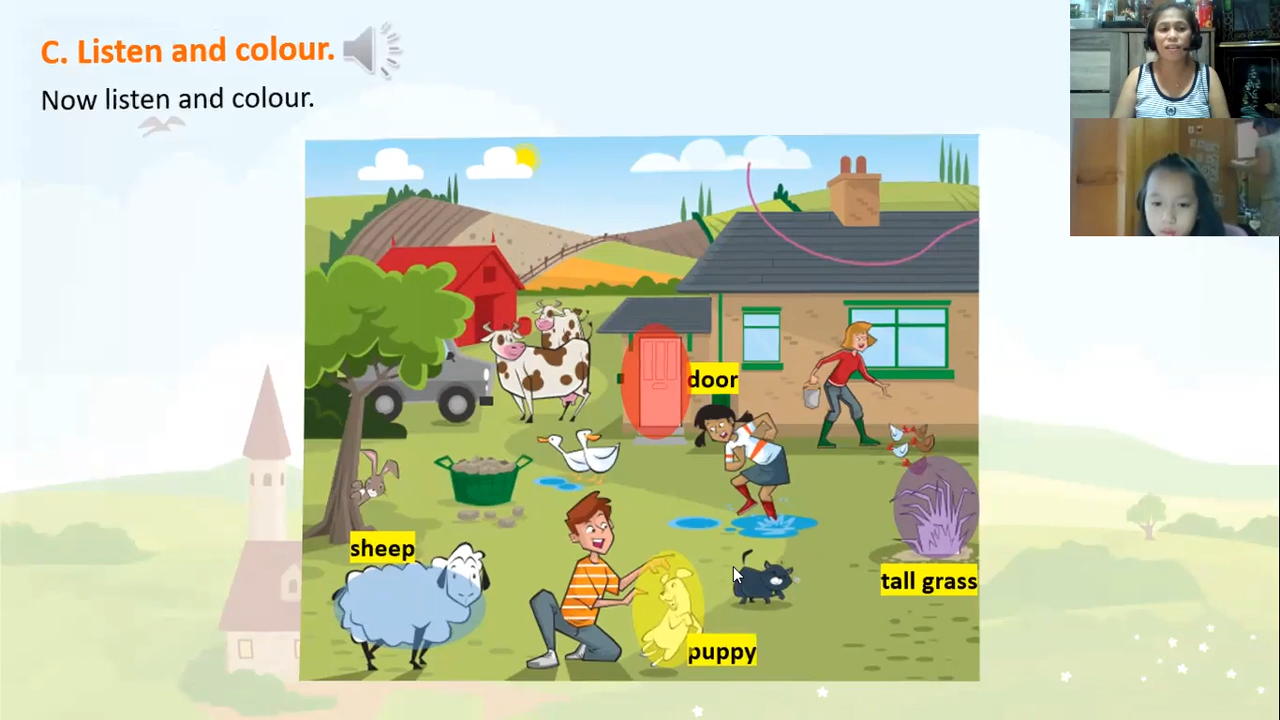 C. Listen and colour.
Now listen and colour.
door
sheep
tall grass
puppy